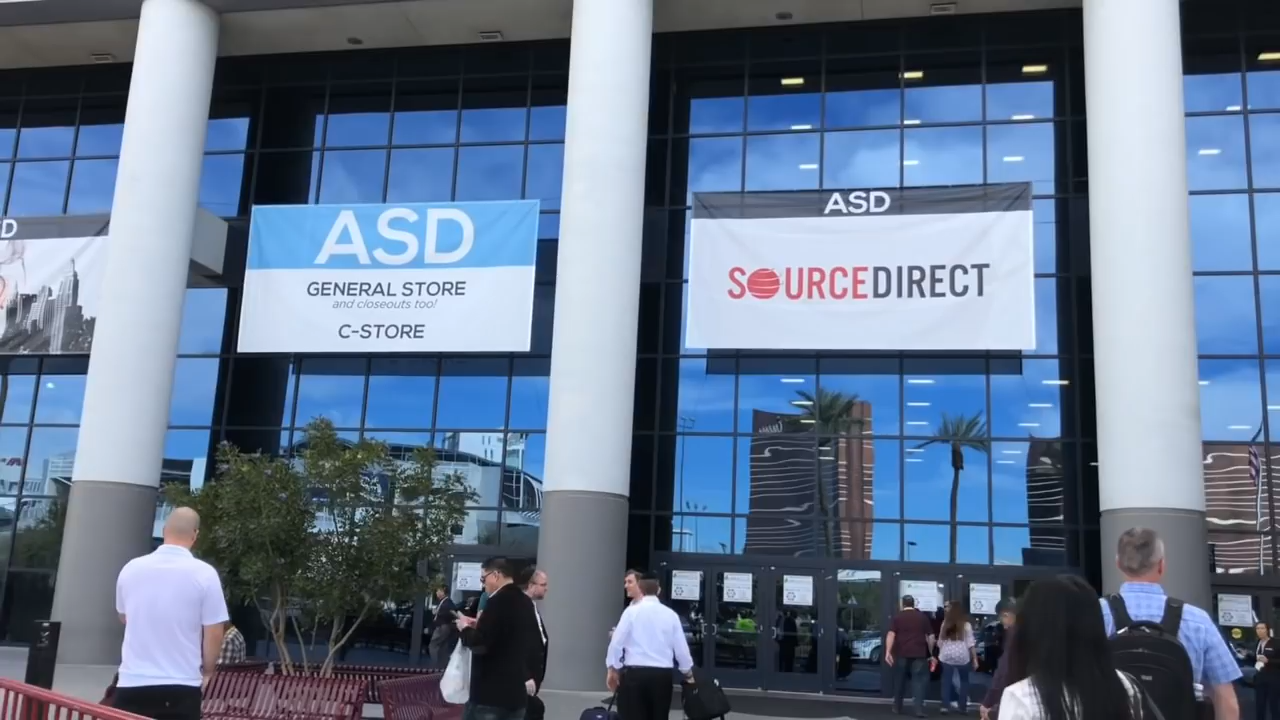 D
ASD
GENERAL STORE
and closeouts too!
C-STORE
ASD
SOURCEDIRECT